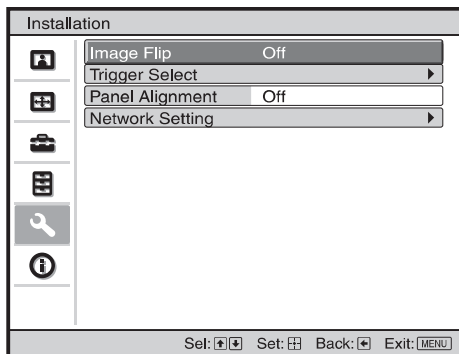 Installation
Image Flip Off
Trigger Select
Panel Alignment Off
Network Setting
Sel: Set: Back: Exit: MENU